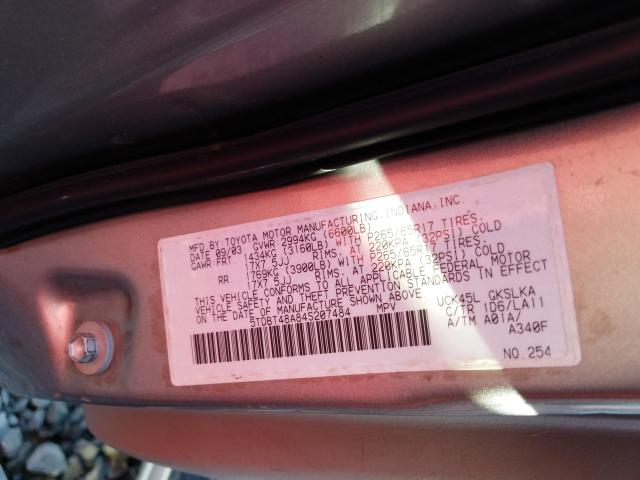 MFD.BY:TOYOTA MOTOR MANUFACTURING,INDIANA,INC.
DATE 09/03 GVWR:2994KG (6600LB)
GAWR:FRT 1434KG (3160LB) WITH P265/65R17 TIRES,
17X7.5JJ RIMS, AT 220KPA (32PSI) COLD
RR 1769KG (3900LB) WITH P265/65R17 TIRES,
17X7.5JJ RIMS, AT 220KPA (32PSI) COLD
THIS VEHICLE CONFORMS TO ALL APPLICABLE FEDERAL MOTOR
VEHICLE SAFETY AND THEFT PREVENTION STANDARDS IN EFFECT
ON THE DATE OF MANUFACTURE SHOWN ABOVE.
5TDBT48A84S207484 MPV
UCK45L GKSLKA
C/TR 1D6/LA11
A/TM A01A/
A340F
NO.254